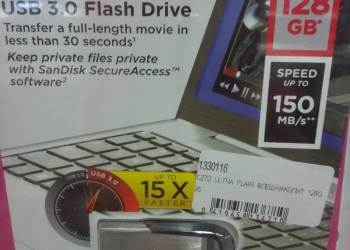 USB 3.0 Flash Drive
Transfer a full-length movie in
less than 30 seconds¹
Keep private files private
with SanDisk SecureAccess™
software²
128
GB*
SPEED
UP TO
150
MB/s**
1330116
CZ73 ULTRA FLAIR ФЛЕШ-НАКОПИТ 128G
USB 3.0
UP TO
15X
FASTER